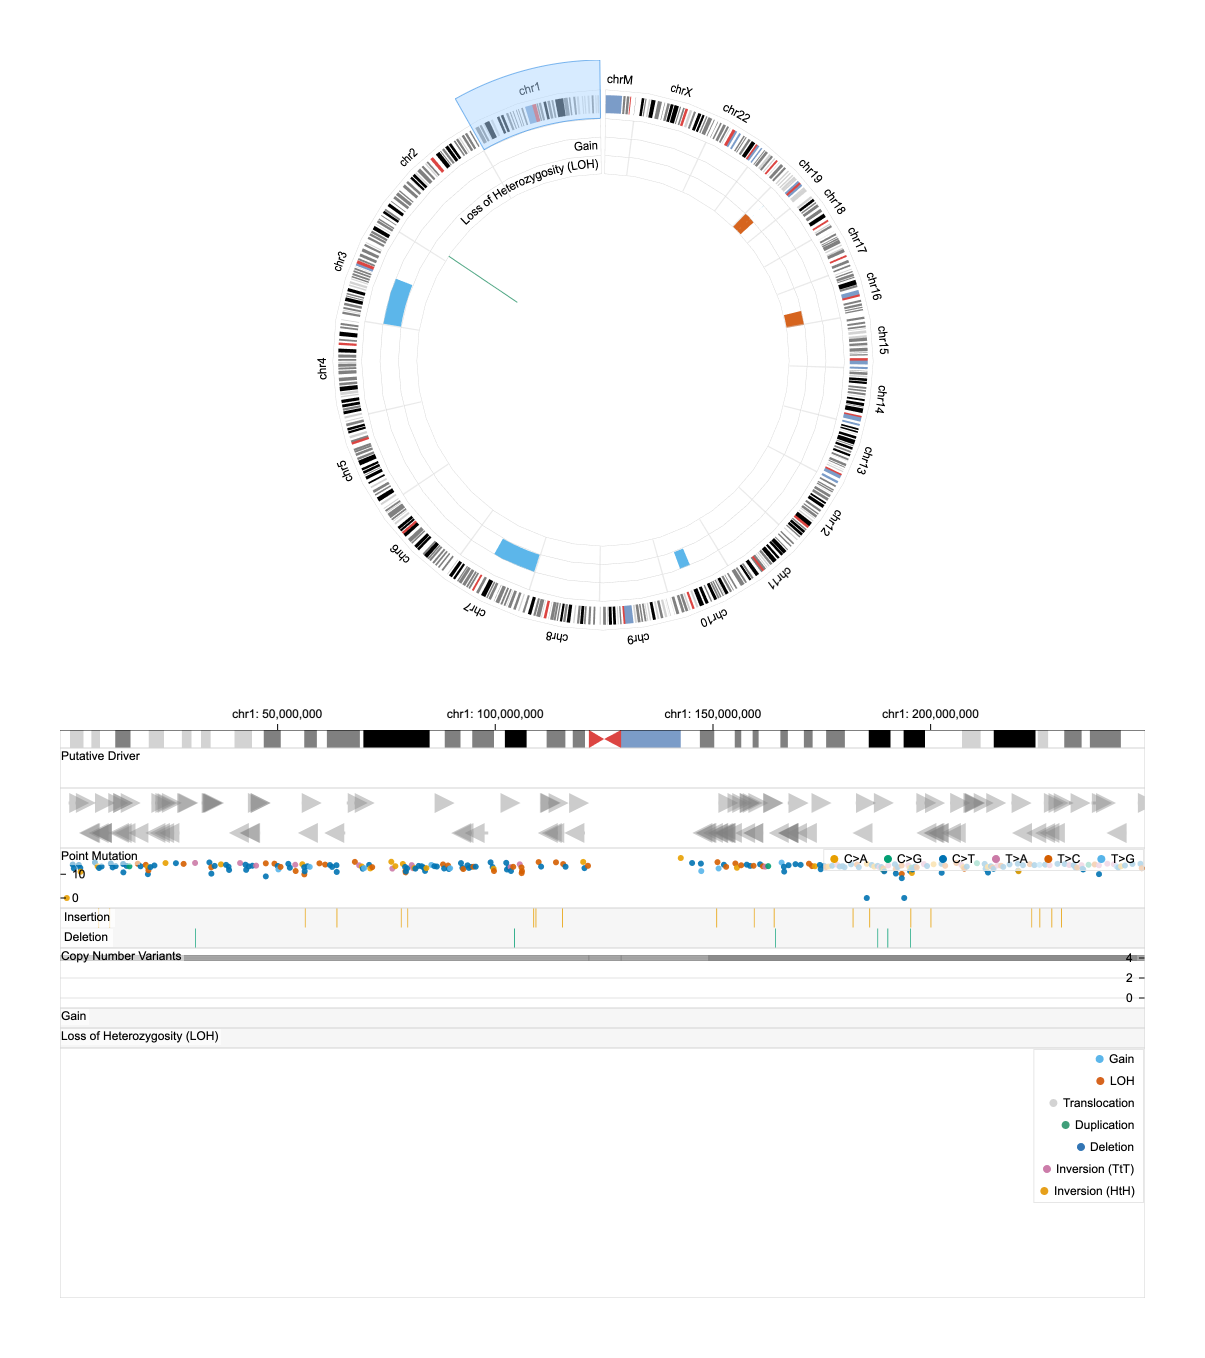 chrM
chrX
chr1
chr22
Gain
chr2
Loss of Heterozygosity (LOH)
chr19
chr18
chr17
chr3
chr16
chr15
chr4
chr14
chr13
chr5
chr12
chr6
chr11
chr7
chr10
chr8
chr9
chr1: 50,000,000
chr1: 100,000,000
chr1: 150,000,000
chr1: 200,000,000
Putative Driver
Point Mutation
C>A
C>G
C>T
T>A
T>C
T>G
10
0
Insertion
Deletion
Copy Number Variants
4
2
0
Gain
Loss of Heterozygosity (LOH)
Gain
LOH
Translocation
Duplication
Deletion
Inversion (TtT)
Inversion (HtH)